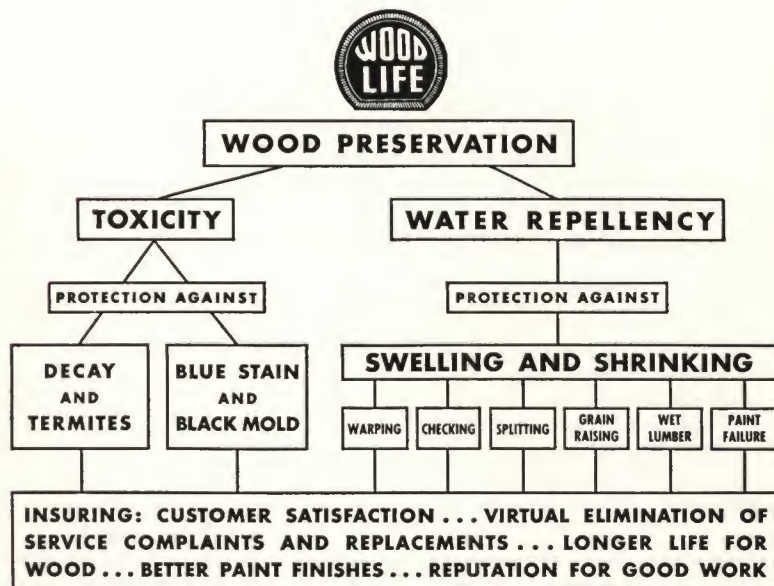 WOOD
LIFE
WOOD PRESERVATION
TOXICITY
WATER REPELLENCY
PROTECTION AGAINST
PROTECTION AGAINST
DECAY
AND
TERMITES
BLUE STAIN
AND
BLACK MOLD
SWELLING AND SHRINKING
WARPING
CHECKING
SPLITTING
GRAIN
RAISING
WET
LUMBER
PAINT
FAILURE
INSURING: CUSTOMER SATISFACTION ... VIRTUAL ELIMINATION OF
SERVICE COMPLAINTS AND REPLACEMENTS ... LONGER LIFE FOR
WOOD ... BETTER PAINT FINISHES ... REPUTATION FOR GOOD WORK